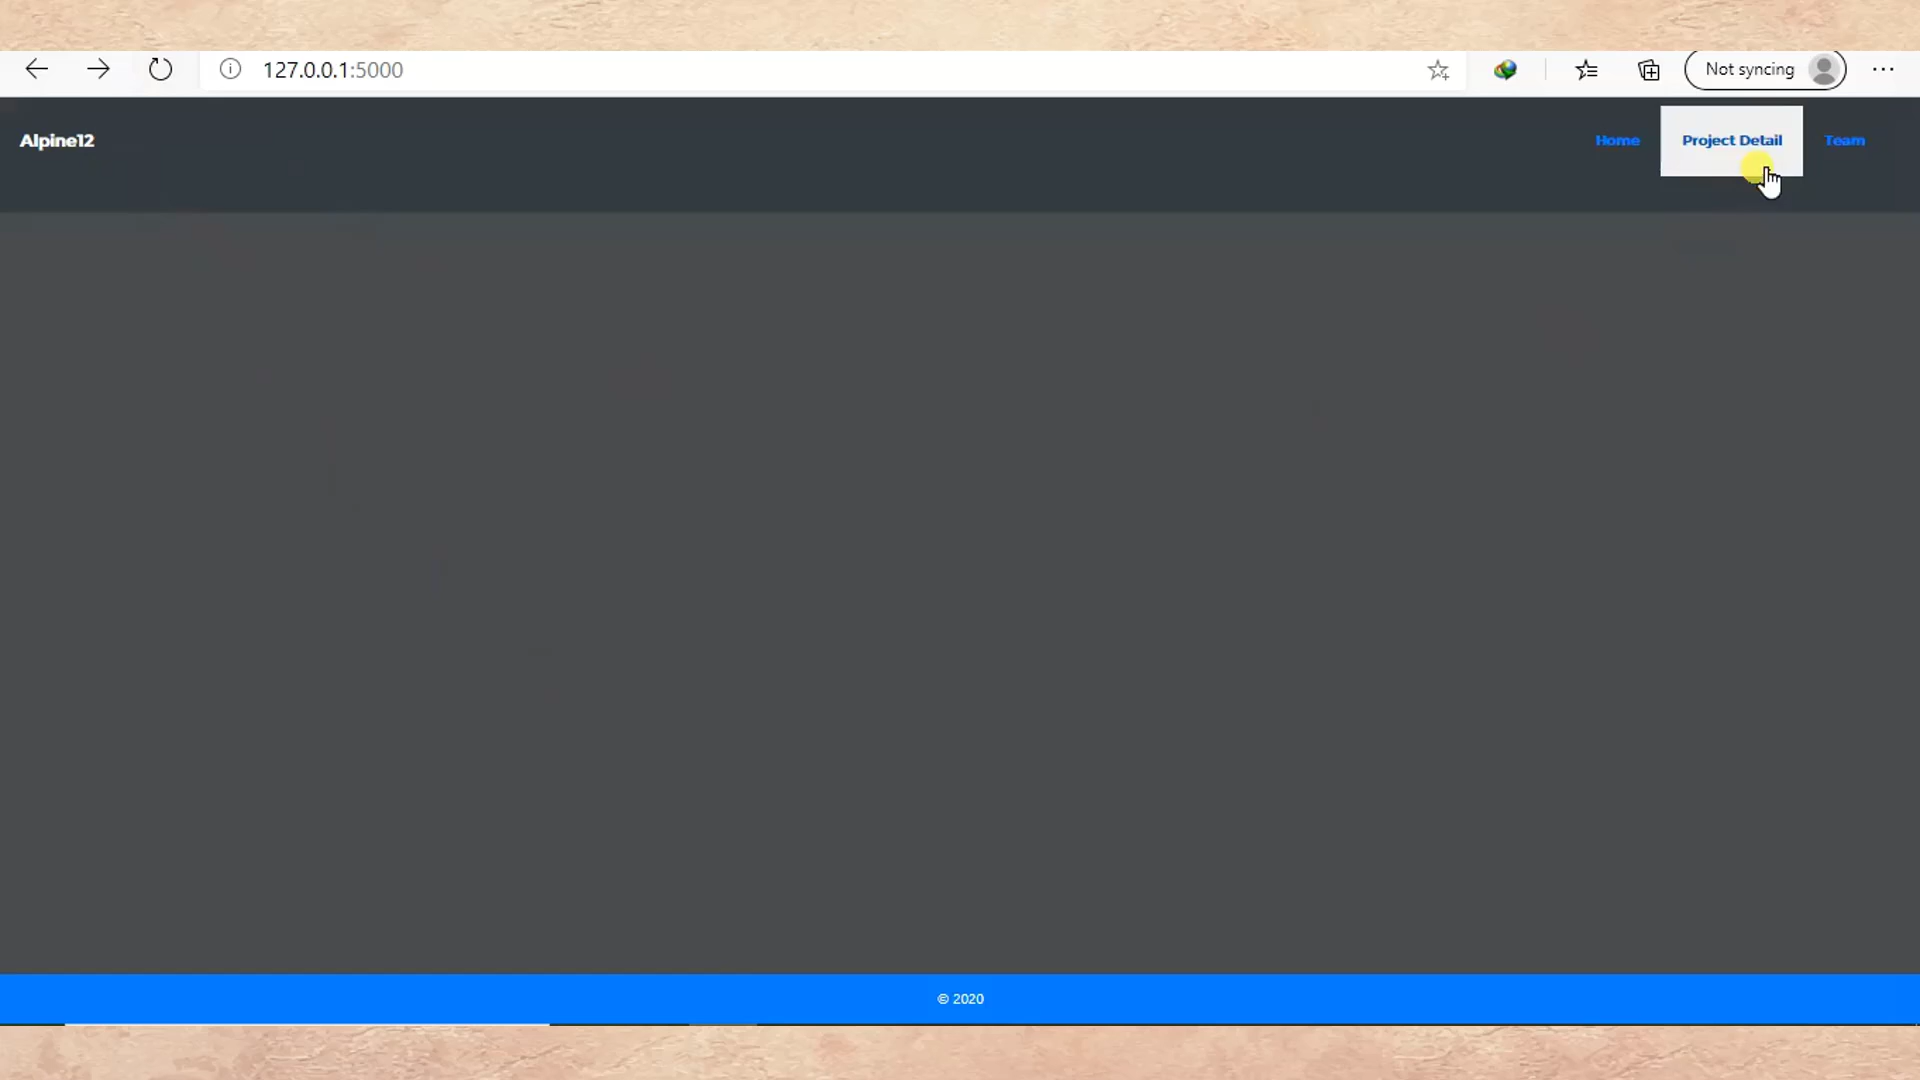 127.0.0.1:5000
Not syncing
Alpine12
Home
Project Detail
Team
© 2020